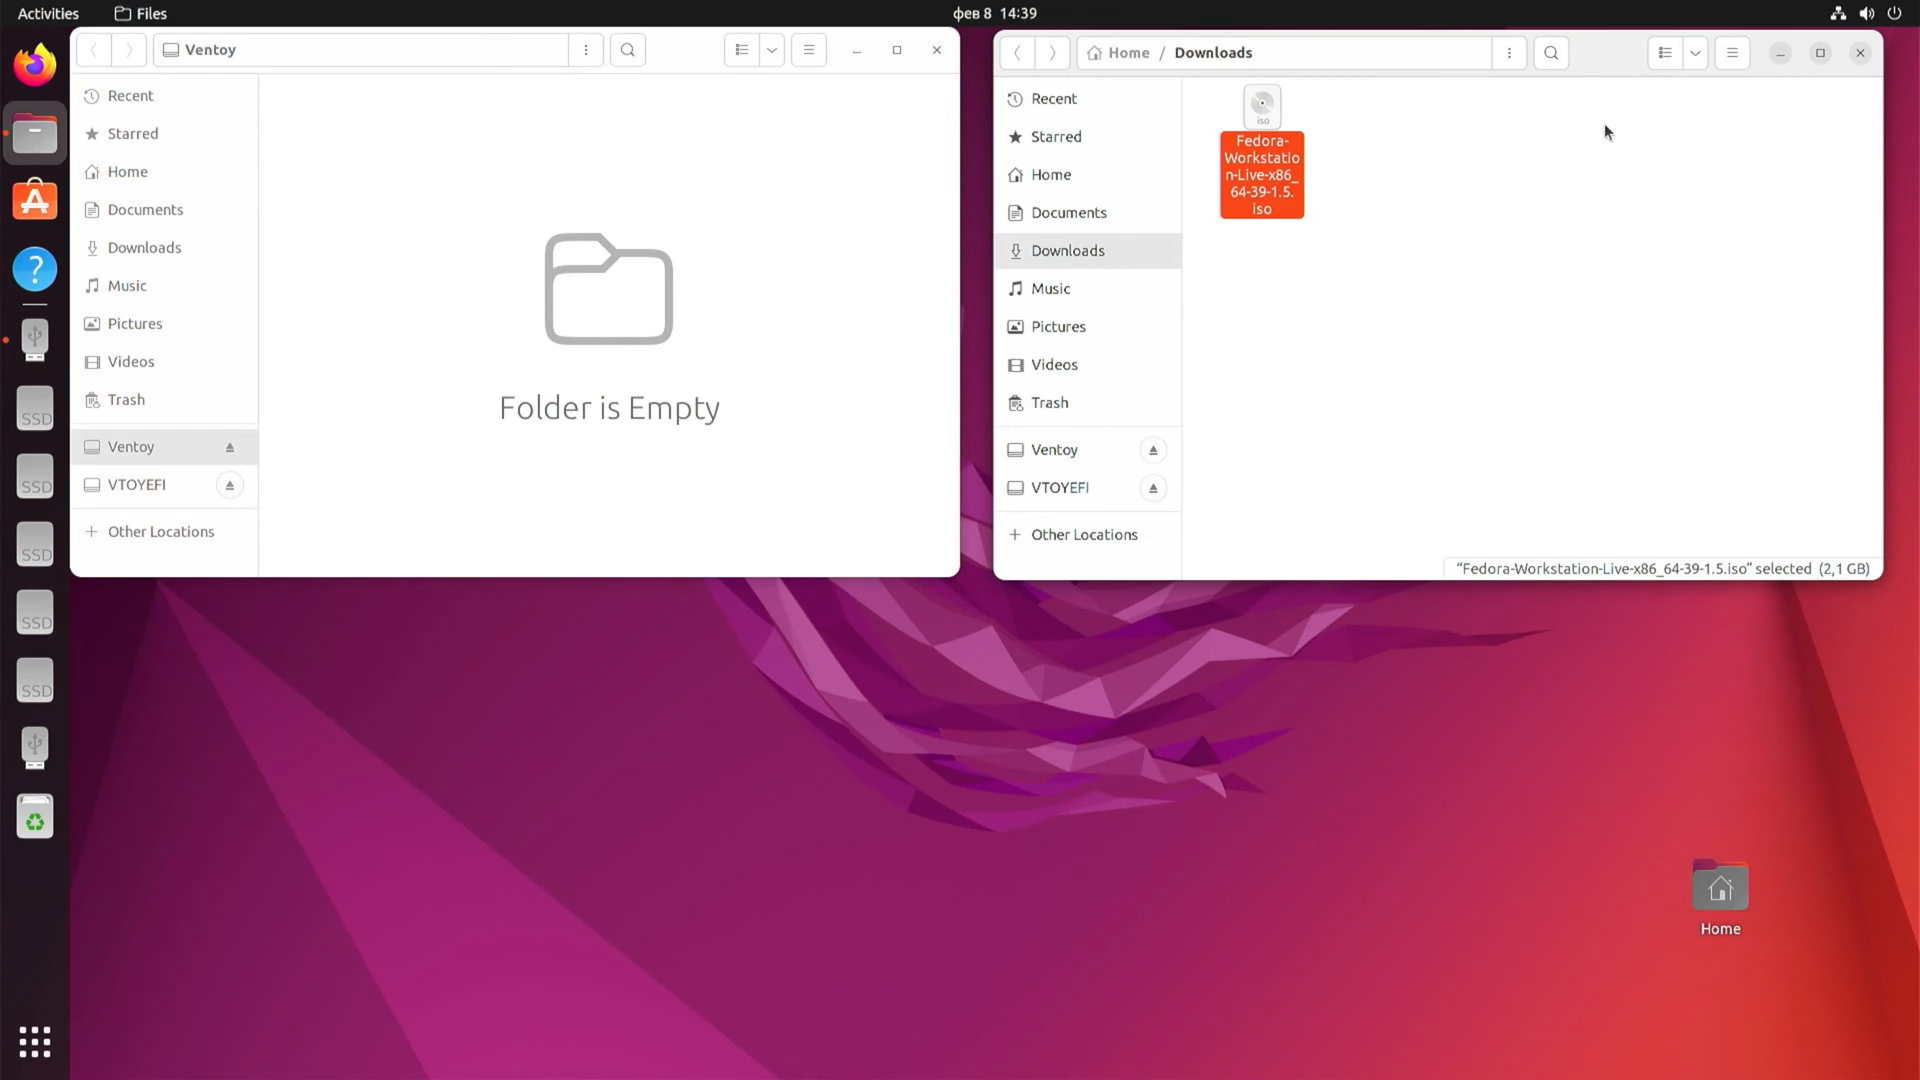 Activities
Files
фев 8 14:39
Ventoy
Recent
Starred
Home
Documents
Downloads
Music
Pictures
Videos
Trash
Ventoy
VTOYEFI
Other Locations
Folder is Empty
Home / Downloads
Recent
Starred
Home
Documents
Downloads
Music
Pictures
Videos
Trash
Ventoy
VTOYEFI
Other Locations
iso
Fedora-
Workstatio
n-Live-x86_
64-39-1.5.
iso
“Fedora-Workstation-Live-x86_64-39-1.5.iso” selected (2,1 GB)
SSD
SSD
SSD
SSD
SSD
Home